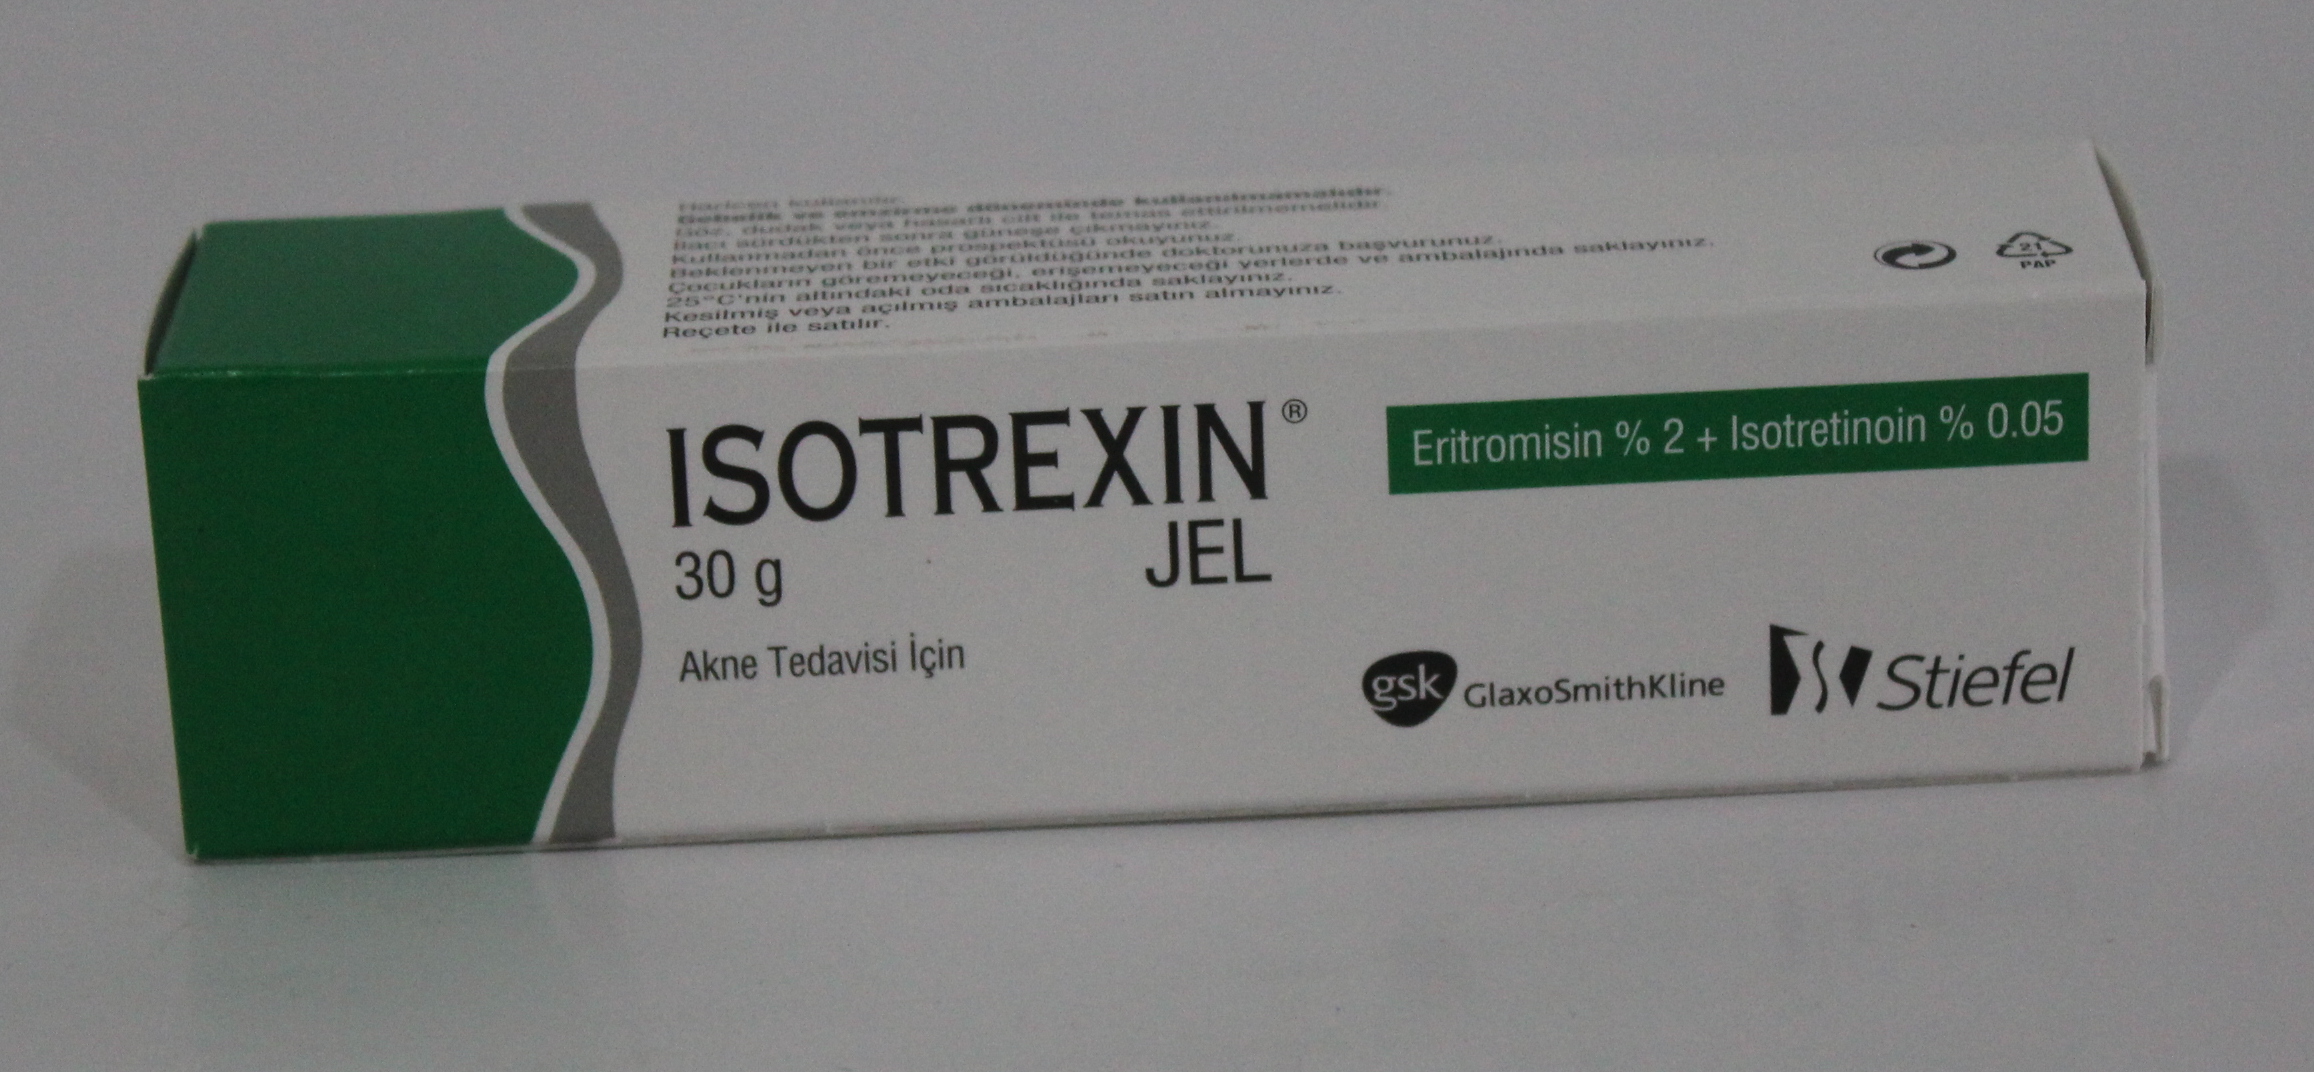 Haricen kullanılır.
Gebelik ve emzirme döneminde kullanılmamalıdır.
Göz, dudak veya hasarlı cilt ile temas ettirilmemelidir.
İlacı sürdükten sonra güneşe çıkmayınız.
Kullanmadan önce prospektüsü okuyunuz.
Beklenmeyen bir etki görüldüğünde doktorunuza başvurunuz.
Çocukların göremeyeceği, erişemeyeceği yerlerde ve ambalajında saklayınız.
25°C'nin altındaki oda sıcaklığında saklayınız.
Kesilmiş veya açılmış ambalajları satın almayınız.
Reçete ile satılır.
21
PAP
ISOTREXIN®
JEL
30 g
Eritromisin % 2 + Isotretinoin % 0.05
Akne Tedavisi İçin
gsk GlaxoSmithKline
Stiefel